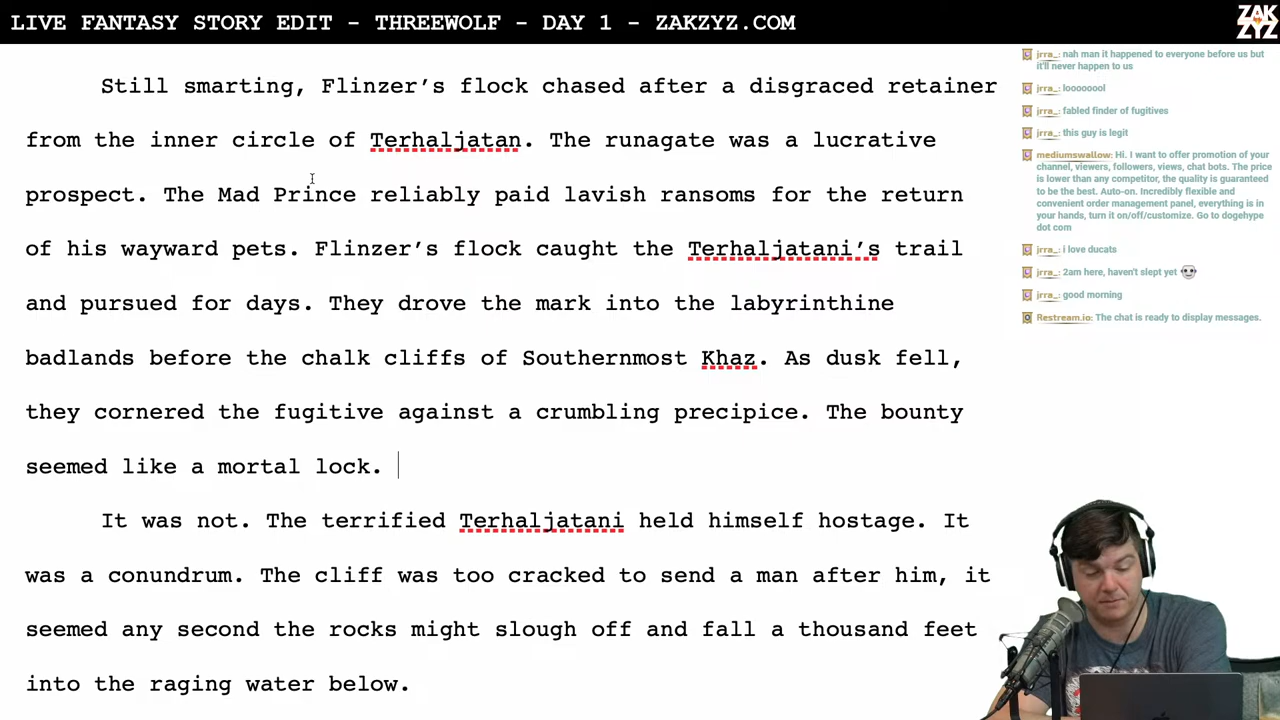 LIVE FANTASY STORY EDIT - THREEWOLF - DAY 1 - ZAKZYZ.COM
ZAK
ZYZ
Still smarting, Flinzer’s flock chased after a disgraced retainer
from the inner circle of Terhaljatan. The runagate was a lucrative
prospect. The Mad Prince reliably paid lavish ransoms for the return
of his wayward pets. Flinzer’s flock caught the Terhaljatani’s trail
and pursued for days. They drove the mark into the labyrinthine
badlands before the chalk cliffs of Southernmost Khaz. As dusk fell,
they cornered the fugitive against a crumbling precipice. The bounty
seemed like a mortal lock.
It was not. The terrified Terhaljatani held himself hostage. It
was a conundrum. The cliff was too cracked to send a man after him, it
seemed any second the rocks might slough off and fall a thousand feet
into the raging water below.
jrra_: nah man it happened to everyone before us but
it'll never happen to us
jrra_: looooool
jrra_: fabled finder of fugitives
jrra_: this guy is legit
mediumswallow: Hi. I want to offer promotion of your
channel, viewers, followers, views, chat bots. The price
is lower than any competitor, the quality is guaranteed
to be the best. Auto-on. Incredibly flexible and
convenient order management panel, everything is in
your hands, turn it on/off/customize. Go to dogehype
dot com
jrra_: i love ducats
jrra_: 2am here, haven't slept yet
jrra_: good morning
Restream.io: The chat is ready to display messages.